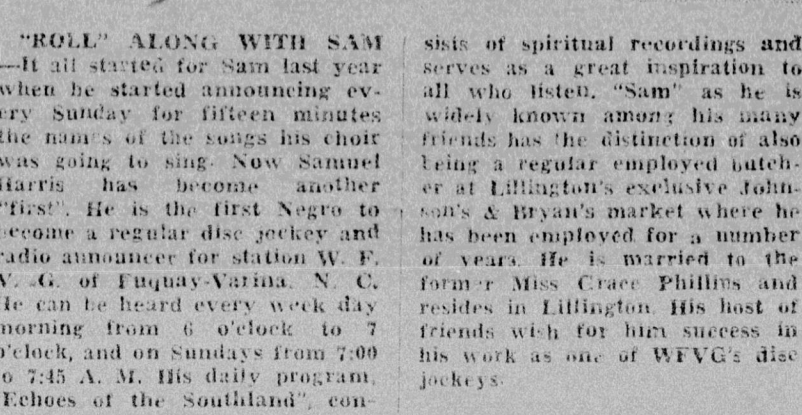 "ROLL" ALONG WITH SAM
—It all started for Sam last year
when he started announcing ev-
ery Sunday for fifteen minutes
the names of the songs his choir
was going to sing. Now Samuel
Harris has become another
"first". He is the first Negro to
become a regular disc jockey and
radio announcer for station W. F.
V. G. of Fuquay-Varina, N. C.
He can be heard every week day
morning from 6 o'clock to 7
o'clock, and on Sundays from 7:00
to 7:45 A. M. His daily program,
"Echoes of the Southland", con-
sists of spiritual recordings and
serves as a great inspiration to
all who listen. "Sam" as he is
widely known among his many
friends has the distinction of also
being a regular employed butch-
er at Lillington's exclusive John-
son's & Bryan's market where he
has been employed for a number
of years. He is married to the
former Miss Grace Phillips and
resides in Lillington. His host of
friends wish for him success in
his work as one of WFVG's disc
jockeys.